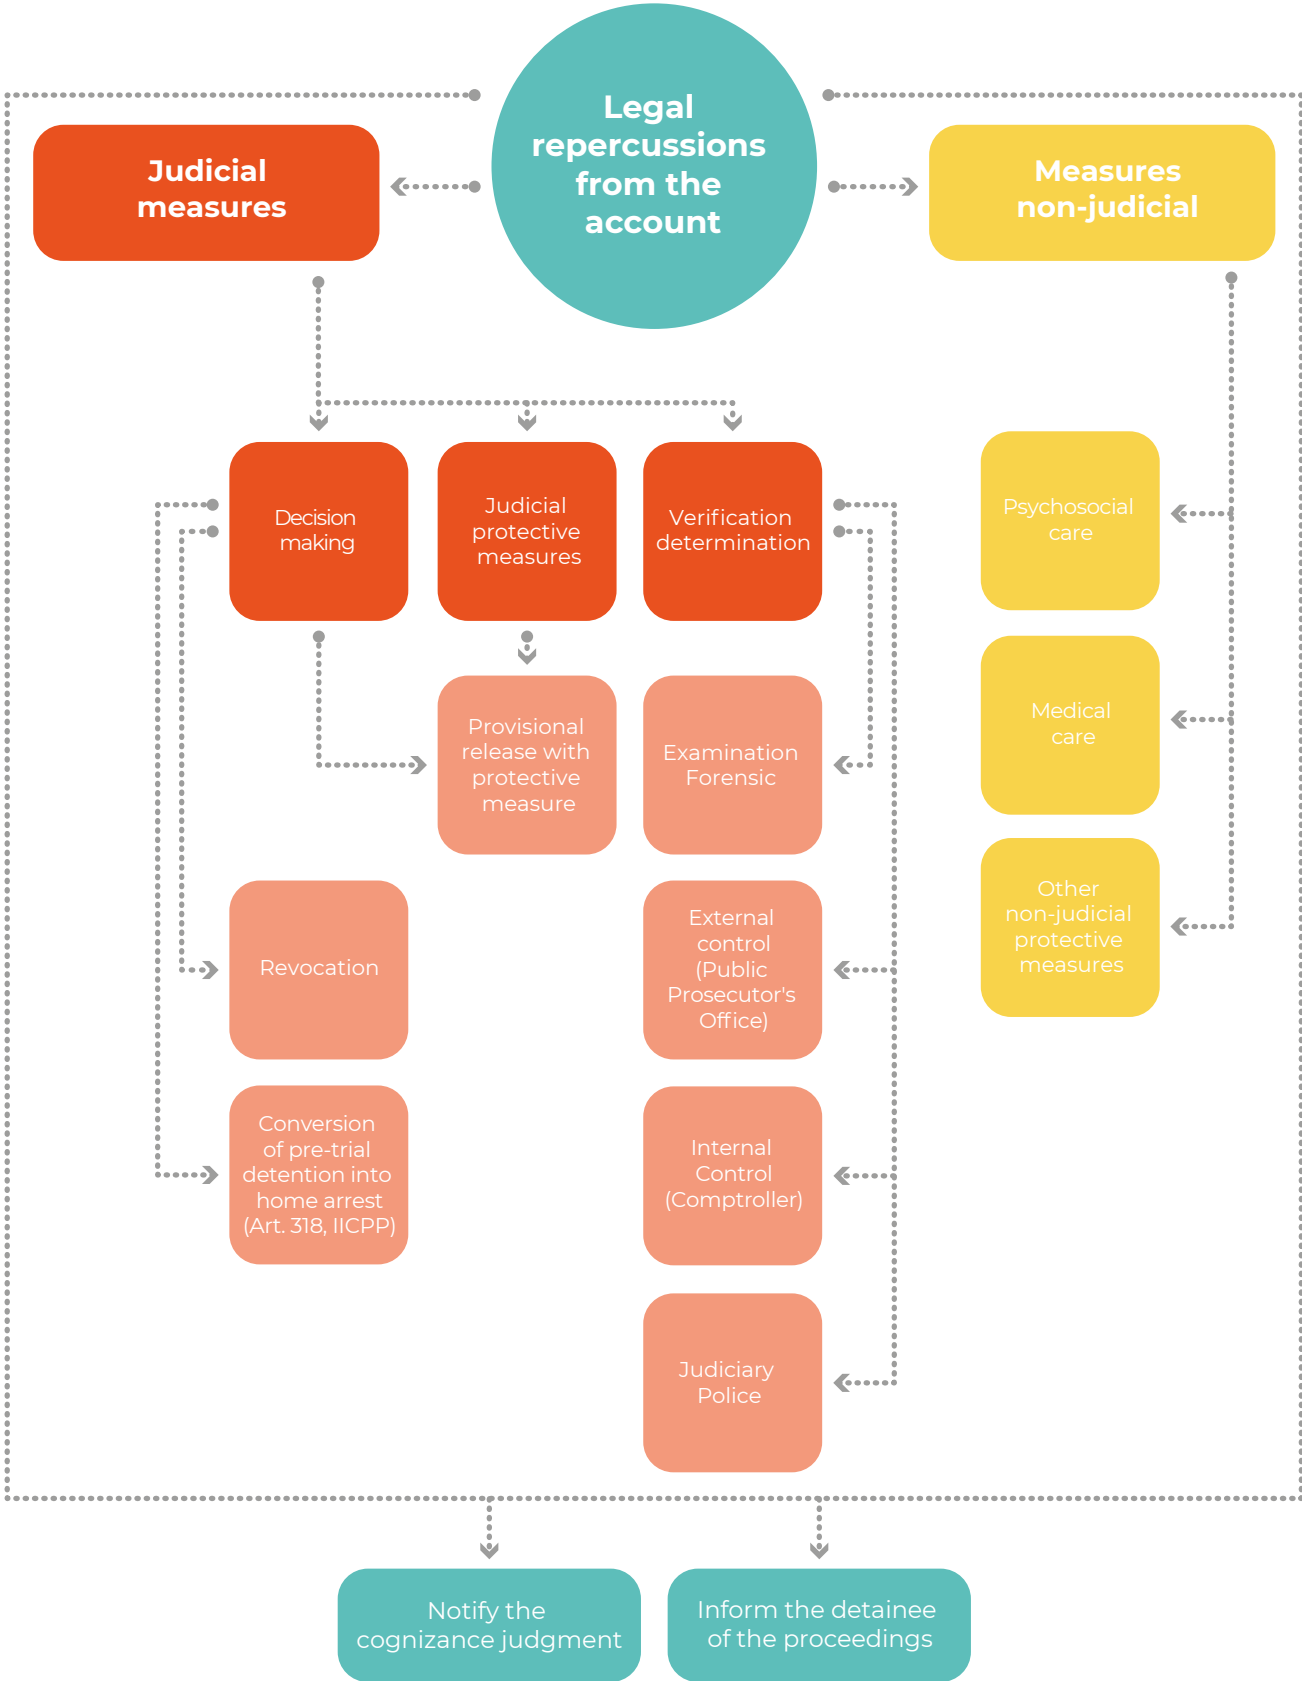 Legal
repercussions
from the
account
Judicial
measures
Measures
non-judicial
Decision
making
Judicial
protective
measures
Verification
determination
Psychosocial
care
Provisional
release with
protective
measure
Examination
Forensic
Medical
care
Revocation
External
control
(Public
Prosecutor's
Office)
Other
non-judicial
protective
measures
Conversion
of pre-trial
detention into
home arrest
(Art. 318, IICPP)
Internal
Control
(Comptroller)
Judiciary
Police
Notify the
cognizance judgment
Inform the detainee
of the proceedings